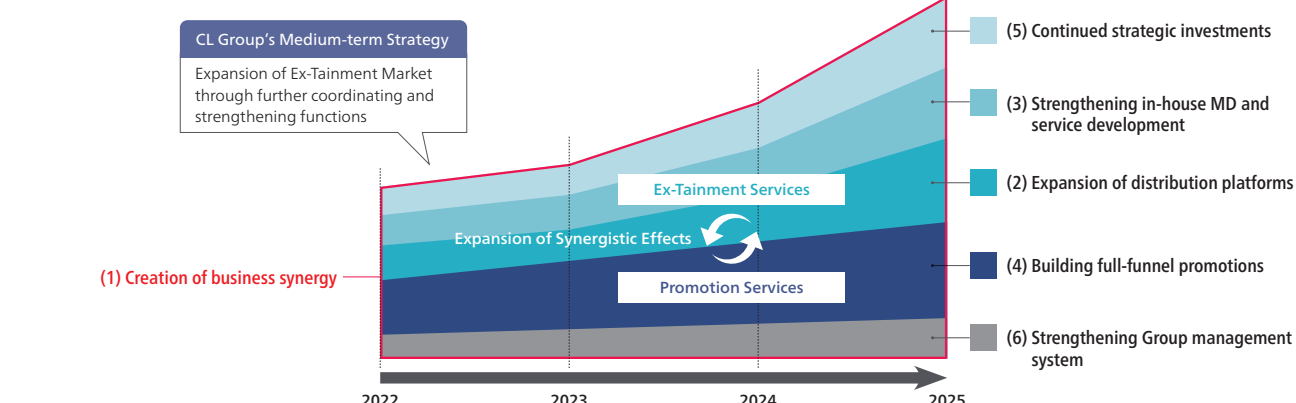 CL Group's Medium-term Strategy
Expansion of Ex-Tainment Market
through further coordinating and
strengthening functions
(1) Creation of business synergy
Ex-Tainment Services
Expansion of Synergistic Effects
Promotion Services
(5) Continued strategic investments
(3) Strengthening in-house MD and
service development
(2) Expansion of distribution platforms
(4) Building full-funnel promotions
(6) Strengthening Group management
system
2022 2023 2024 2025